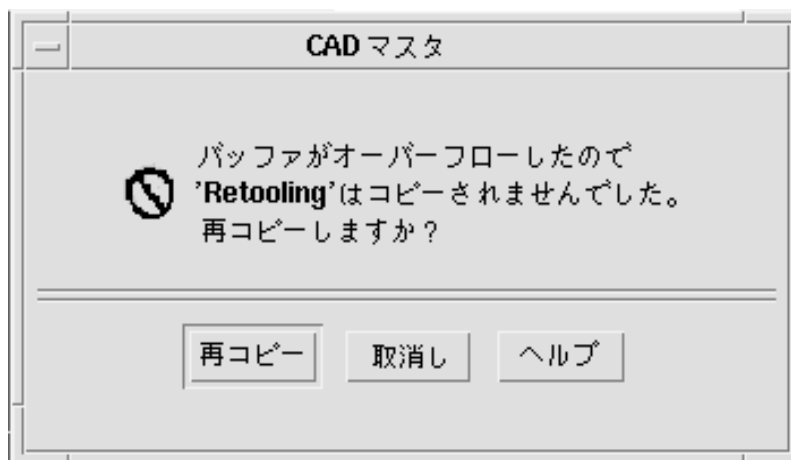 CAD マスタ
バッファがオーバーフローしたので
'Retooling'はコピーされませんでした。
再コピーしますか？
再コピー
取消し
ヘルプ